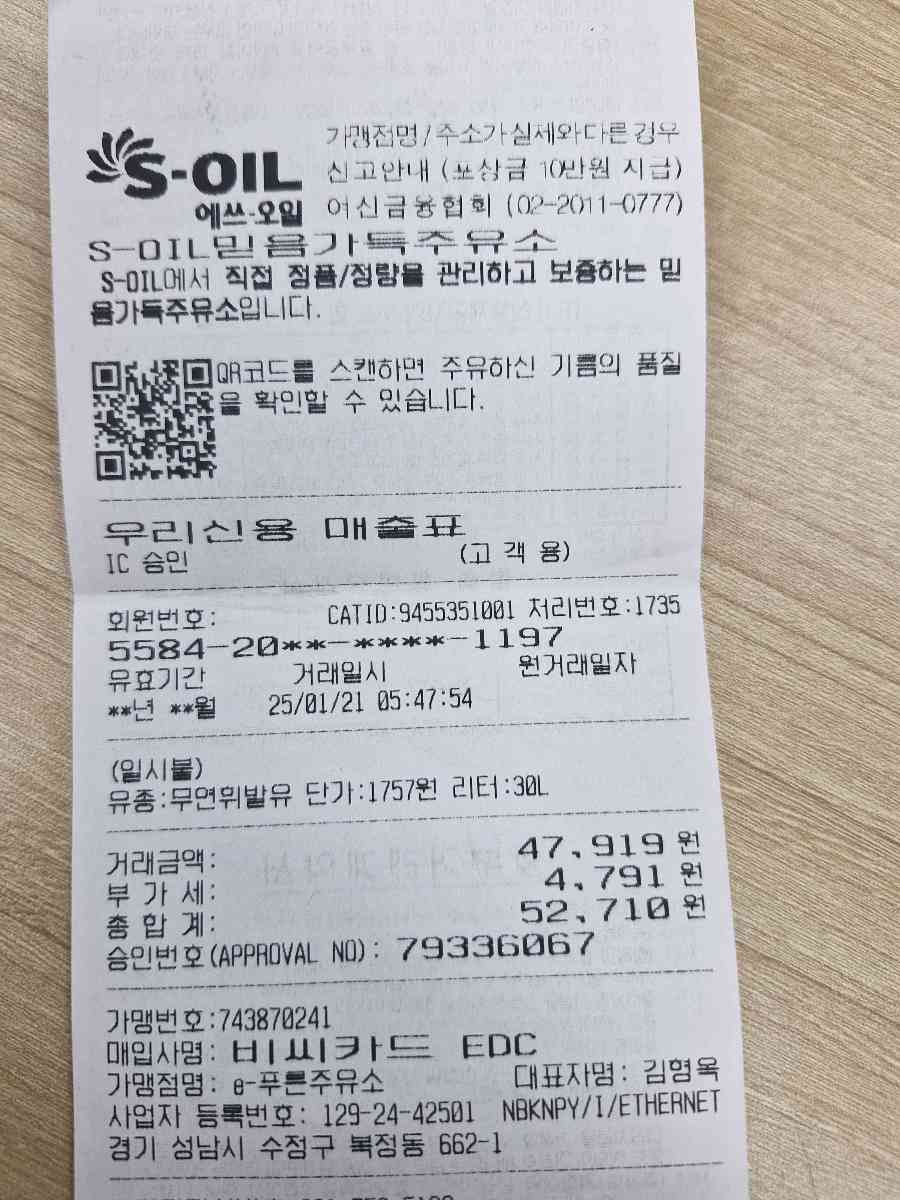 S-OIL
에쓰-오일
가맹점명/주소가실제와다른경우
신고안내 (포상금 10만원 지급)
여신금융협회 (02-2011-0777)
S-OIL믿음가득주유소
S-OIL에서 직접 정품/정량을 관리하고 보증하는 믿
음가득주유소입니다.
QR코드를 스캔하면 주유하신 기름의 품질
을 확인할 수 있습니다.
우리신용 매출표
IC 승인 (고 객 용)
회원번호: CATID:9455351001 처리번호:1735
5584-20**-****-1197
유효기간 거래일시 원거래일자
**년 **월 25/01/21 05:47:54
(일시불)
유종:무연휘발유 단가:1757원 리터:30L
거래금액: 47,919 원
부 가 세: 4,791 원
총 합 계: 52,710 원
승인번호(APPROVAL NO): 79336067
가맹번호:743870241
매입사명: 비씨카드 EDC
가맹점명: e-푸른주유소 대표자명: 김형옥
사업자 등록번호: 129-24-42501 NBKNPY/I/ETHERNET
경기 성남시 수정구 복정동 662-1